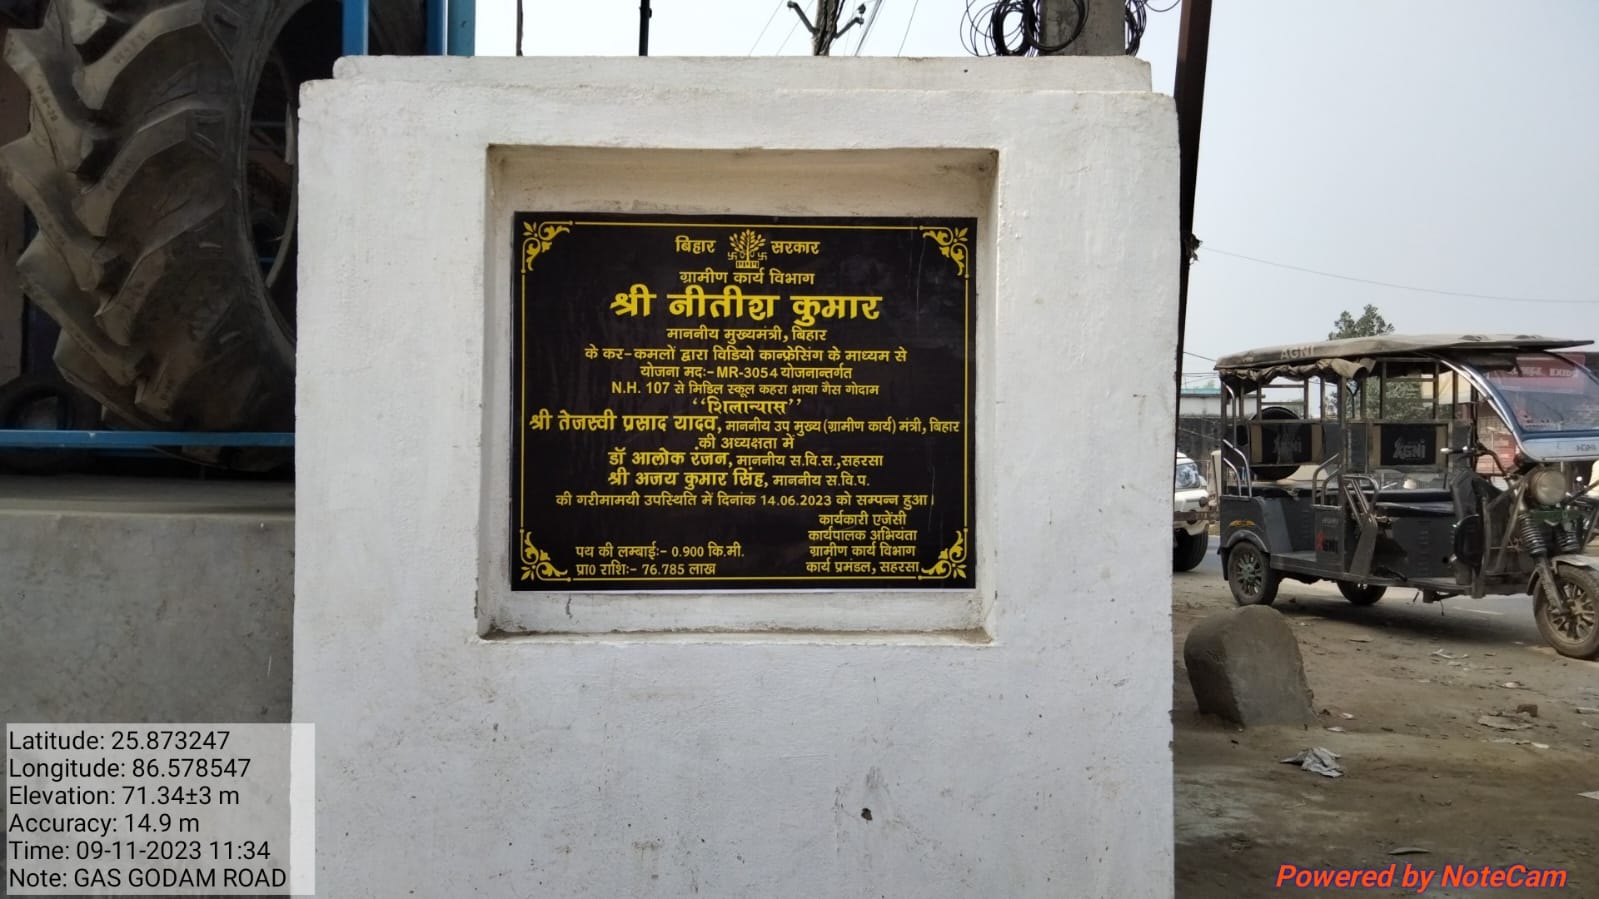 बिहार सरकार
ग्रामीण कार्य विभाग
श्री नीतीश कुमार
माननीय मुख्यमंत्री, बिहार
के कर-कमलों द्वारा विडियो कान्फ्रेसिंग के माध्यम से
योजना मदः- MR-3054 योजनान्तर्गत
N.H. 107 से मिडिल स्कूल कहरा भाया गैस गोदाम
‘‘शिलान्यास’’
श्री तेजस्वी प्रसाद यादव, माननीय उप मुख्य (ग्रामीण कार्य) मंत्री, बिहार
की अध्यक्षता में
डॉ आलोक रंजन, माननीय स.वि.स.,सहरसा
श्री अजय कुमार सिंह, माननीय स.वि.प.
की गरीमामयी उपस्थिति में दिनांक 14.06.2023 को सम्पन्न हुआ।
कार्यकारी एजेंसी
कार्यपालक अभियंता
पथ की लम्बाईः- 0.900 कि.मी. ग्रामीण कार्य विभाग
प्रा0 राशिः- 76.785 लाख कार्य प्रमंडल, सहरसा
AGNI
AGNI
AGNI
Latitude: 25.873247
Longitude: 86.578547
Elevation: 71.34±3 m
Accuracy: 14.9 m
Time: 09-11-2023 11:34
Note: GAS GODAM ROAD
Powered by NoteCam